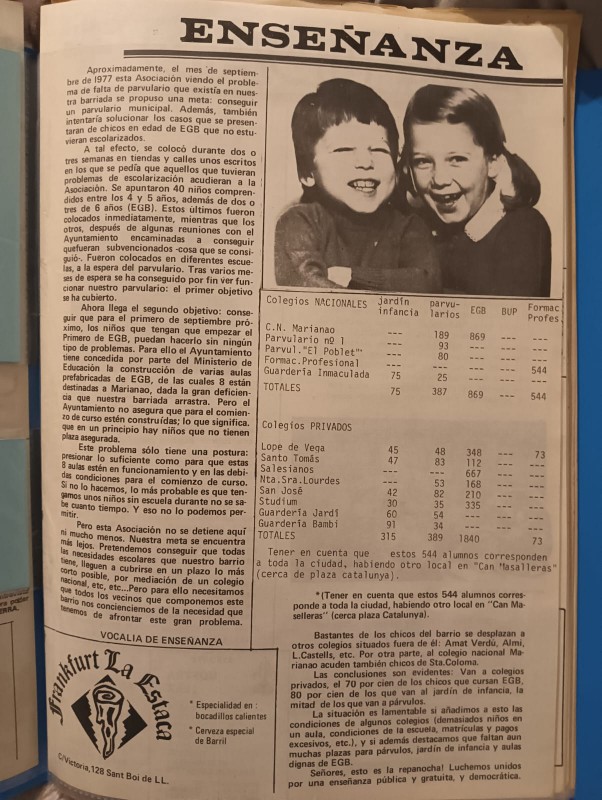 ENSEÑANZA
Aproximadamente, el mes de septiem-
bre de 1977 esta Asociación viendo el proble-
ma de falta de parvulario que existía en nues-
tra barriada se propuso una meta: conseguir
un parvulario municipal. Además, también
intentaría solucionar los casos que se presen-
taran de chicos en edad de EGB que no estu-
vieran escolarizados.
A tal efecto, se colocó durante dos o
tres semanas en tiendas y calles unos escritos
en los que se pedía que aquellos que tuvieran
problemas de escolarización acudieran a la
Asociación. Se apuntaron 40 niños compren-
didos entre los 4 y 5 años, además de dos o
tres de 6 años (EGB). Estos últimos fueron
colocados inmediatamente, mientras que los
otros, después de algunas reuniones con el
Ayuntamiento encaminadas a conseguir
quefueran subvencionados -cosa que se consi-
guió-. Fueron colocados en diferentes escue-
las, a la espera del parvulario. Tras varios me-
ses de espera se ha conseguido por fin ver fun-
cionar nuestro parvulario: el primer objetivo
se ha cubierto.
Ahora llega el segundo objetivo: conse-
guir que para el primero de septiembre pró-
ximo, los niños que tengan que empezar el
Primero de EGB, puedan hacerlo sin ningún
tipo de problemas. Para ello el Ayuntamiento
tiene concedida por parte del Ministerio de
Educación la construcción de varias aulas
prefabricadas de EGB, de las cuales 8 están
destinadas a Marianao, dada la gran deficien-
cia que nuestra barriada arrastra. Pero el
Ayuntamiento no asegura que para el comien-
zo de curso estén construídas; lo que significa.
que en un principio hay niños que no tienen
plaza asegurada.
Este problema sólo tiene una postura:
presionar lo suficiente como para que estas
8 aulas estén en funcionamiento y en las debi-
das condiciones para el comienzo de curso.
Si no lo hacemos, lo más probable es que ten-
gamos unos niños sin escuela durante no se sa-
be cuanto tiempo. Y eso no lo podemos per-
mitir.
Pero esta Asociación no se detiene aquí
ni mucho menos. Nuestra meta se encuentra
más lejos. Pretendemos conseguir que todas
las necesidades escolares que nuestro barrio
tiene, lleguen a cubrirse en un plazo lo más
corto posible, por mediación de un colegio
nacional, etc, etc...Pero para ello necesitamos
que todos los vecinos que componemos este
barrio nos concienciemos de la necesidad que
tenemos de afrontar este gran problema.
VOCALIA DE ENSEÑANZA
Frankfurt La Estaca
* Especialidad en :
bocadillos calientes
* Cerveza especial
de Barril
C/Victoria,128 Sant Boi de LL.
Colegios NACIONALES jardín infancia parvu- larios EGB BUP Formac Profes
C.N. Marianao --- 189 869 --- ---
Parvulario nº 1 --- 93 --- --- ---
Parvul."El Poblet" --- 80 --- --- ---
Formac.Profesional --- --- --- --- 544
Guardería Inmaculada 75 25 --- --- ---
TOTALES 75 387 869 --- 544
Colegios PRIVADOS
Lope de Vega 45 48 348 --- 73
Santo Tomás 47 83 112 --- ---
Salesianos --- --- 667 --- ---
Nta.Sra.Lourdes --- 53 168 --- ---
San José 42 82 210 --- ---
Studium 30 35 335 --- ---
Guardería Jardí 60 54 --- --- ---
Guardería Bambi 91 34 --- --- ---
TOTALES 315 389 1840 73
Tener en cuenta que estos 544 alumnos corresponden
a toda la ciudad, habiendo otro local en "Can Masalleras"
(cerca de plaza catalunya).
*(Tener en cuenta que estos 544 alumnos corres-
ponde a toda la ciudad, habiendo otro local en "Can Ma-
selleras" (cerca plaza Catalunya).
Bastantes de los chicos del barrio se desplazan a
otros colegios situados fuera de él: Amat Verdú, Almi,
L.Castells, etc. Por otra parte, al colegio nacional Ma-
rianao acuden también chicos de Sta.Coloma.
Las conclusiones son evidentes: Van a colegios
privados, el 70 por cien de los chicos que cursan EGB,
80 por cien de los que van al jardín de infancia, la
mitad de los que van a párvulos.
La situación es lamentable si añadimos a esto las
condiciones de algunos colegios (demasiados niños en
un aula, condiciones de la escuela, matrículas y pagos
excesivos, etc.), y si además destacamos que faltan aun
muchas plazas para párvulos, jardín de infancia y aulas
dignas de EGB.
Señores, esto es la repanocha! Luchemos unidos
por una enseñanza pública y gratuita, y democrática.